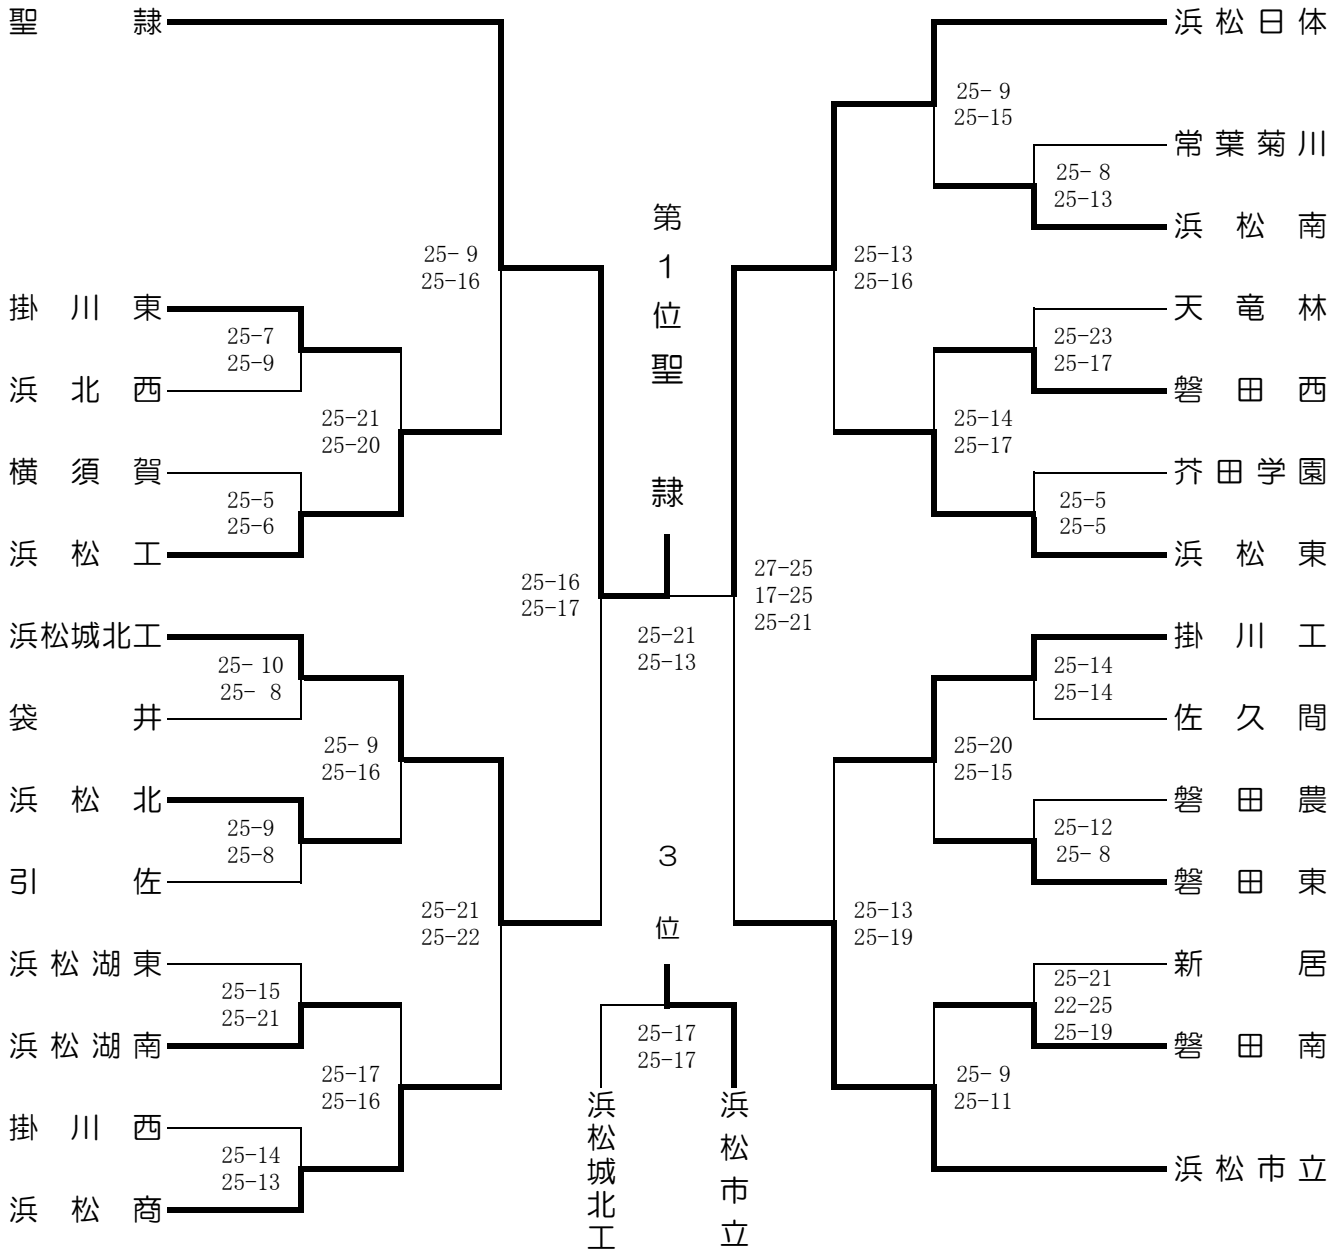 聖隷
25- 9
25-16
掛川東
25-7
25-9
浜北西
25-21
25-20
横須賀
25-5
25-6
浜松工
25-16
25-17
浜松城北工
25- 10
25- 8
袋井
25- 9
25-16
浜松北
25-9
25-8
引佐
25-21
25-22
浜松湖東
25-15
25-21
浜松湖南
25-17
25-16
掛川西
25-14
25-13
浜松商
第1位聖隷
25-21
25-13
3位
25-17
25-17
浜松城北工
浜松市立
浜松日体
25- 9
25-15
常葉菊川
25- 8
25-13
浜松南
25-13
25-16
天竜林
25-23
25-17
磐田西
25-14
25-17
芥田学園
25-5
25-5
浜松東
27-25
17-25
25-21
掛川工
25-14
25-14
佐久間
25-20
25-15
磐田農
25-12
25- 8
磐田東
25-13
25-19
新居
25-21
22-25
25-19
磐田南
25- 9
25-11
浜松市立